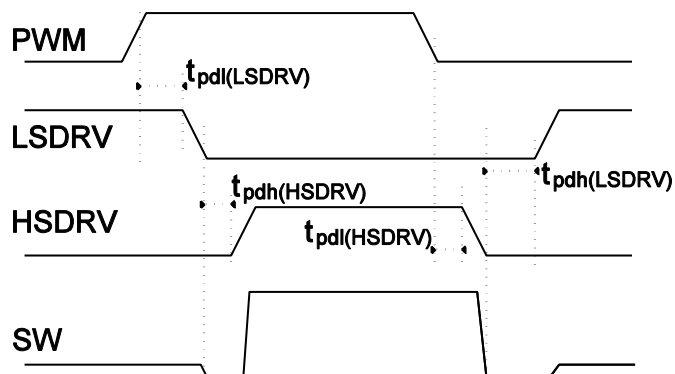 PWM
tpdl(LSDRV)
LSDRV
tpdh(LSDRV)
tpdh(HSDRV)
HSDRV
tpdl(HSDRV)
SW